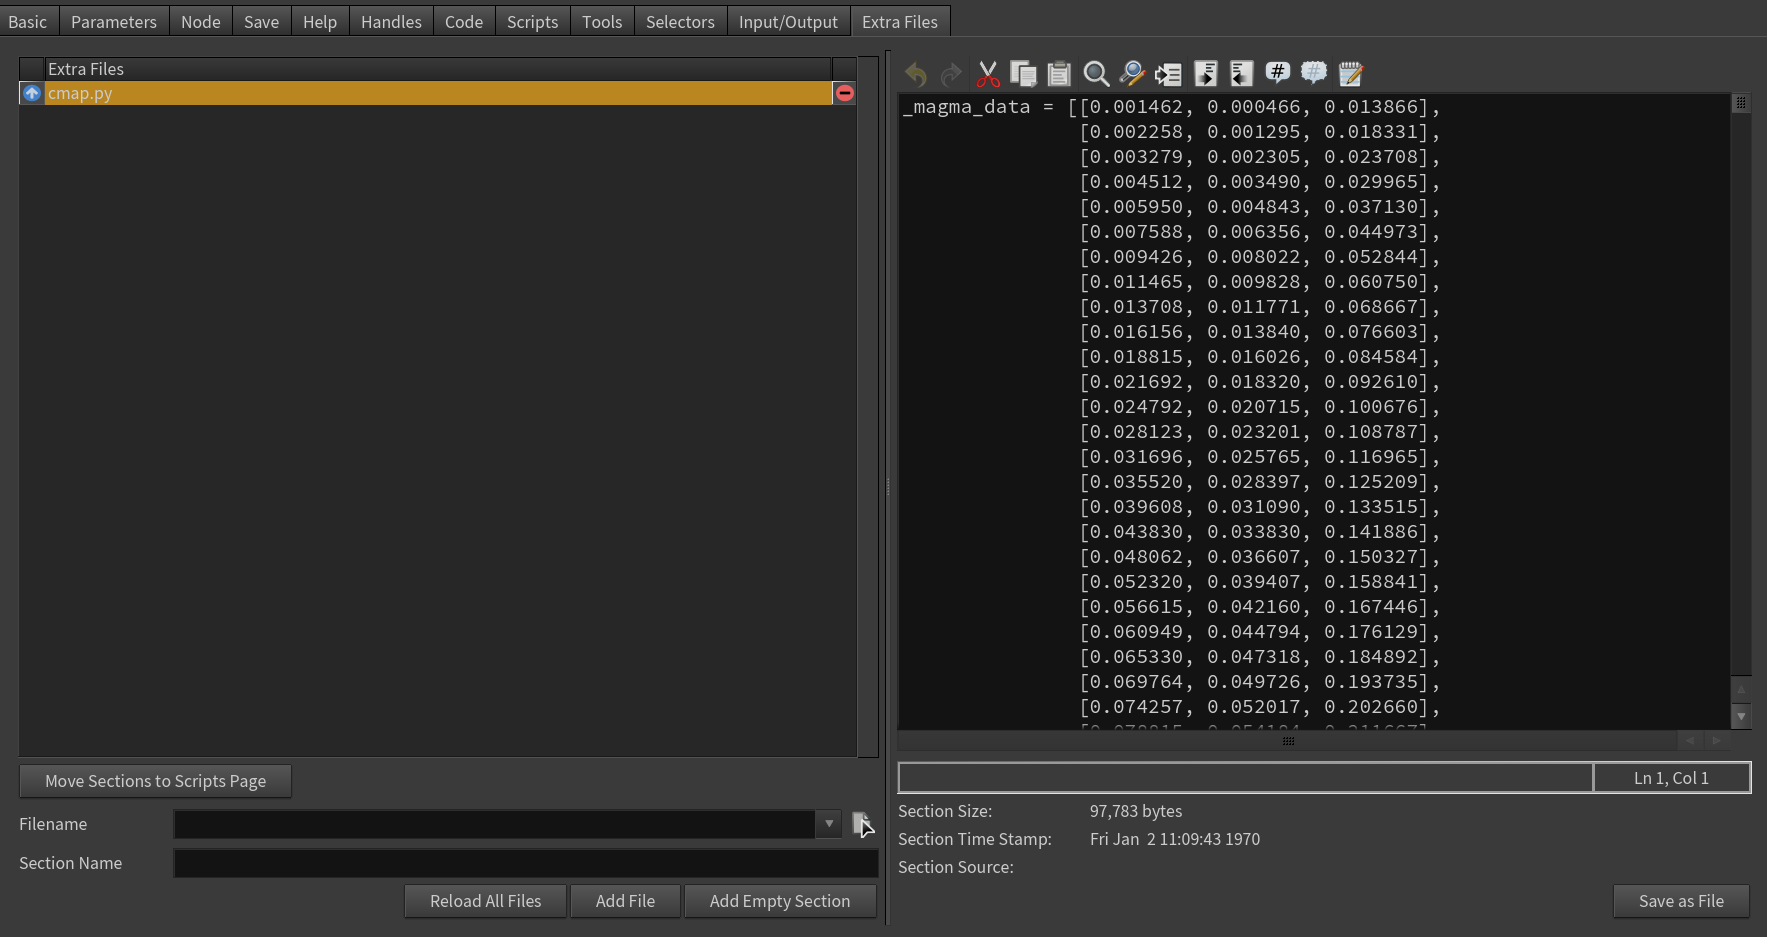 Basic Parameters Node Save Help Handles Code Scripts Tools Selectors Input/Output Extra Files
Extra Files
cmap.py
Move Sections to Scripts Page
Filename
Section Name
Reload All Files Add File Add Empty Section
_magma_data = [[0.001462, 0.000466, 0.013866],
[0.002258, 0.001295, 0.018331],
[0.003279, 0.002305, 0.023708],
[0.004512, 0.003490, 0.029965],
[0.005950, 0.004843, 0.037130],
[0.007588, 0.006356, 0.044973],
[0.009426, 0.008022, 0.052844],
[0.011465, 0.009828, 0.060750],
[0.013708, 0.011771, 0.068667],
[0.016156, 0.013840, 0.076603],
[0.018815, 0.016026, 0.084584],
[0.021692, 0.018320, 0.092610],
[0.024792, 0.020715, 0.100676],
[0.028123, 0.023201, 0.108787],
[0.031696, 0.025765, 0.116965],
[0.035520, 0.028397, 0.125209],
[0.039608, 0.031090, 0.133515],
[0.043830, 0.033830, 0.141886],
[0.048062, 0.036607, 0.150327],
[0.052320, 0.039407, 0.158841],
[0.056615, 0.042160, 0.167446],
[0.060949, 0.044794, 0.176129],
[0.065330, 0.047318, 0.184892],
[0.069764, 0.049726, 0.193735],
[0.074257, 0.052017, 0.202660],
Ln 1, Col 1
Section Size: 97,783 bytes
Section Time Stamp: Fri Jan 2 11:09:43 1970
Section Source:
Save as File